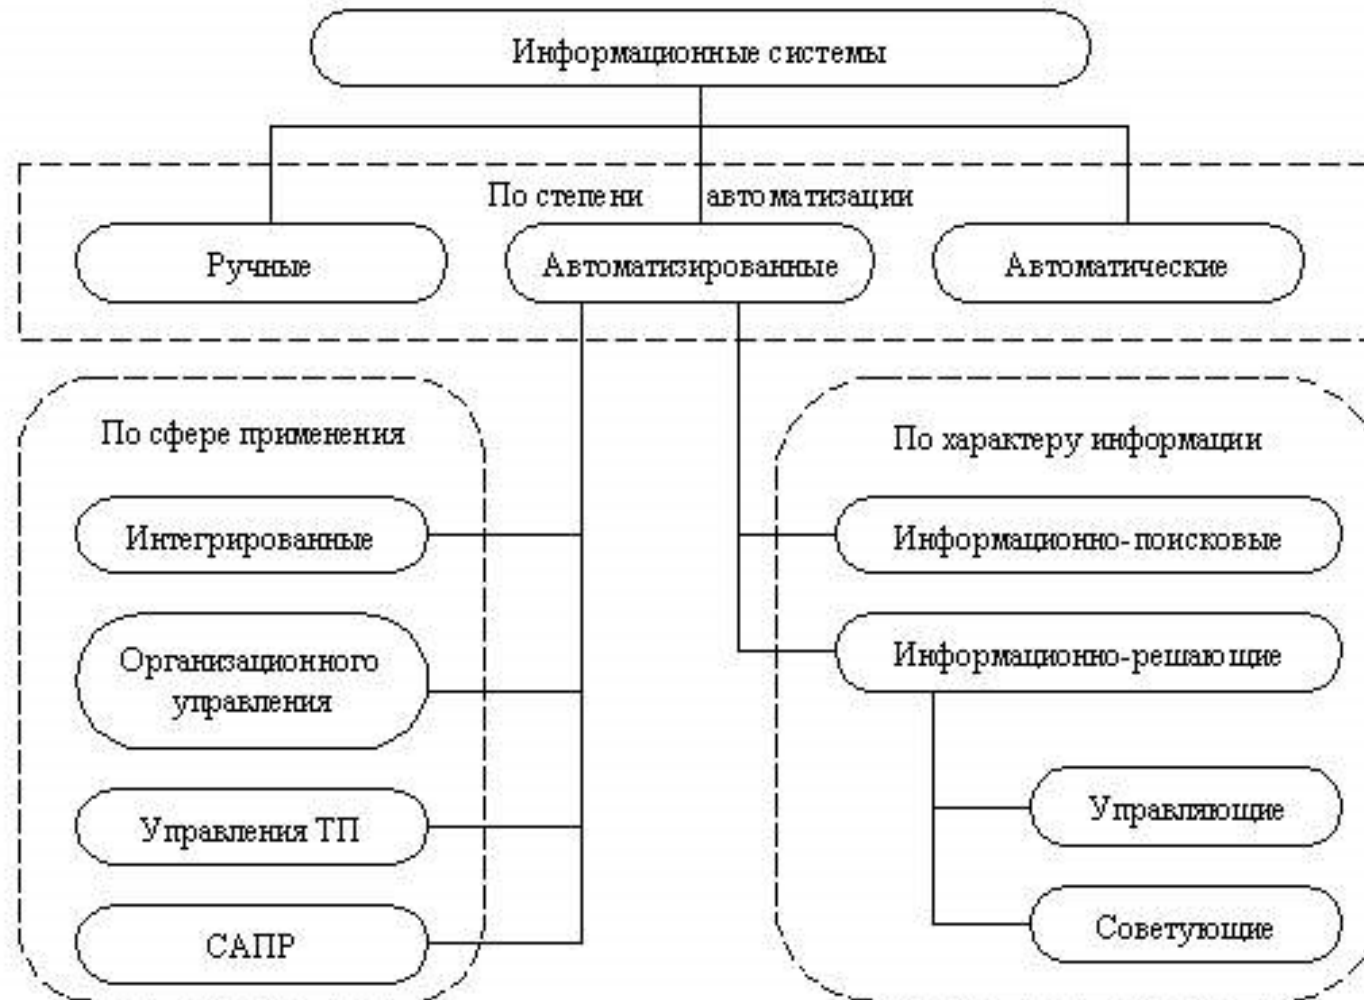 Информационные системы
По степени автоматизации
Ручные
Автоматизированные
Автоматические
По сфере применения
Интегрированные
Организационного
управления
Управления ТП
САПР
По характеру информации
Информационно-поисковые
Информационно-решающие
Управляющие
Советующие